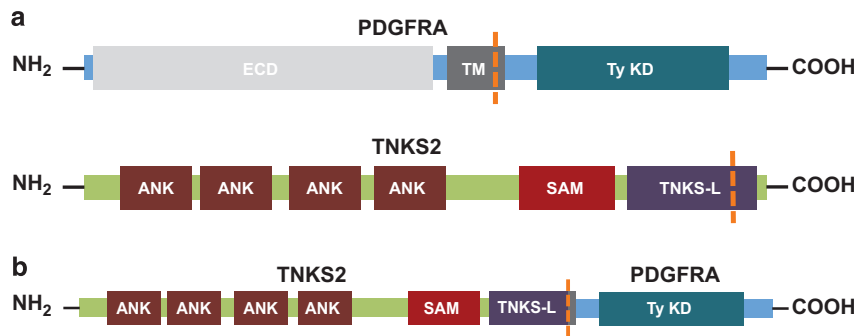 a
PDGFRA
NH2 ECD TM Ty KD COOH
TNKS2
NH2 ANK ANK ANK ANK SAM TNKS-L COOH
b
TNKS2 PDGFRA
NH2 ANK ANK ANK ANK SAM TNKS-L Ty KD COOH